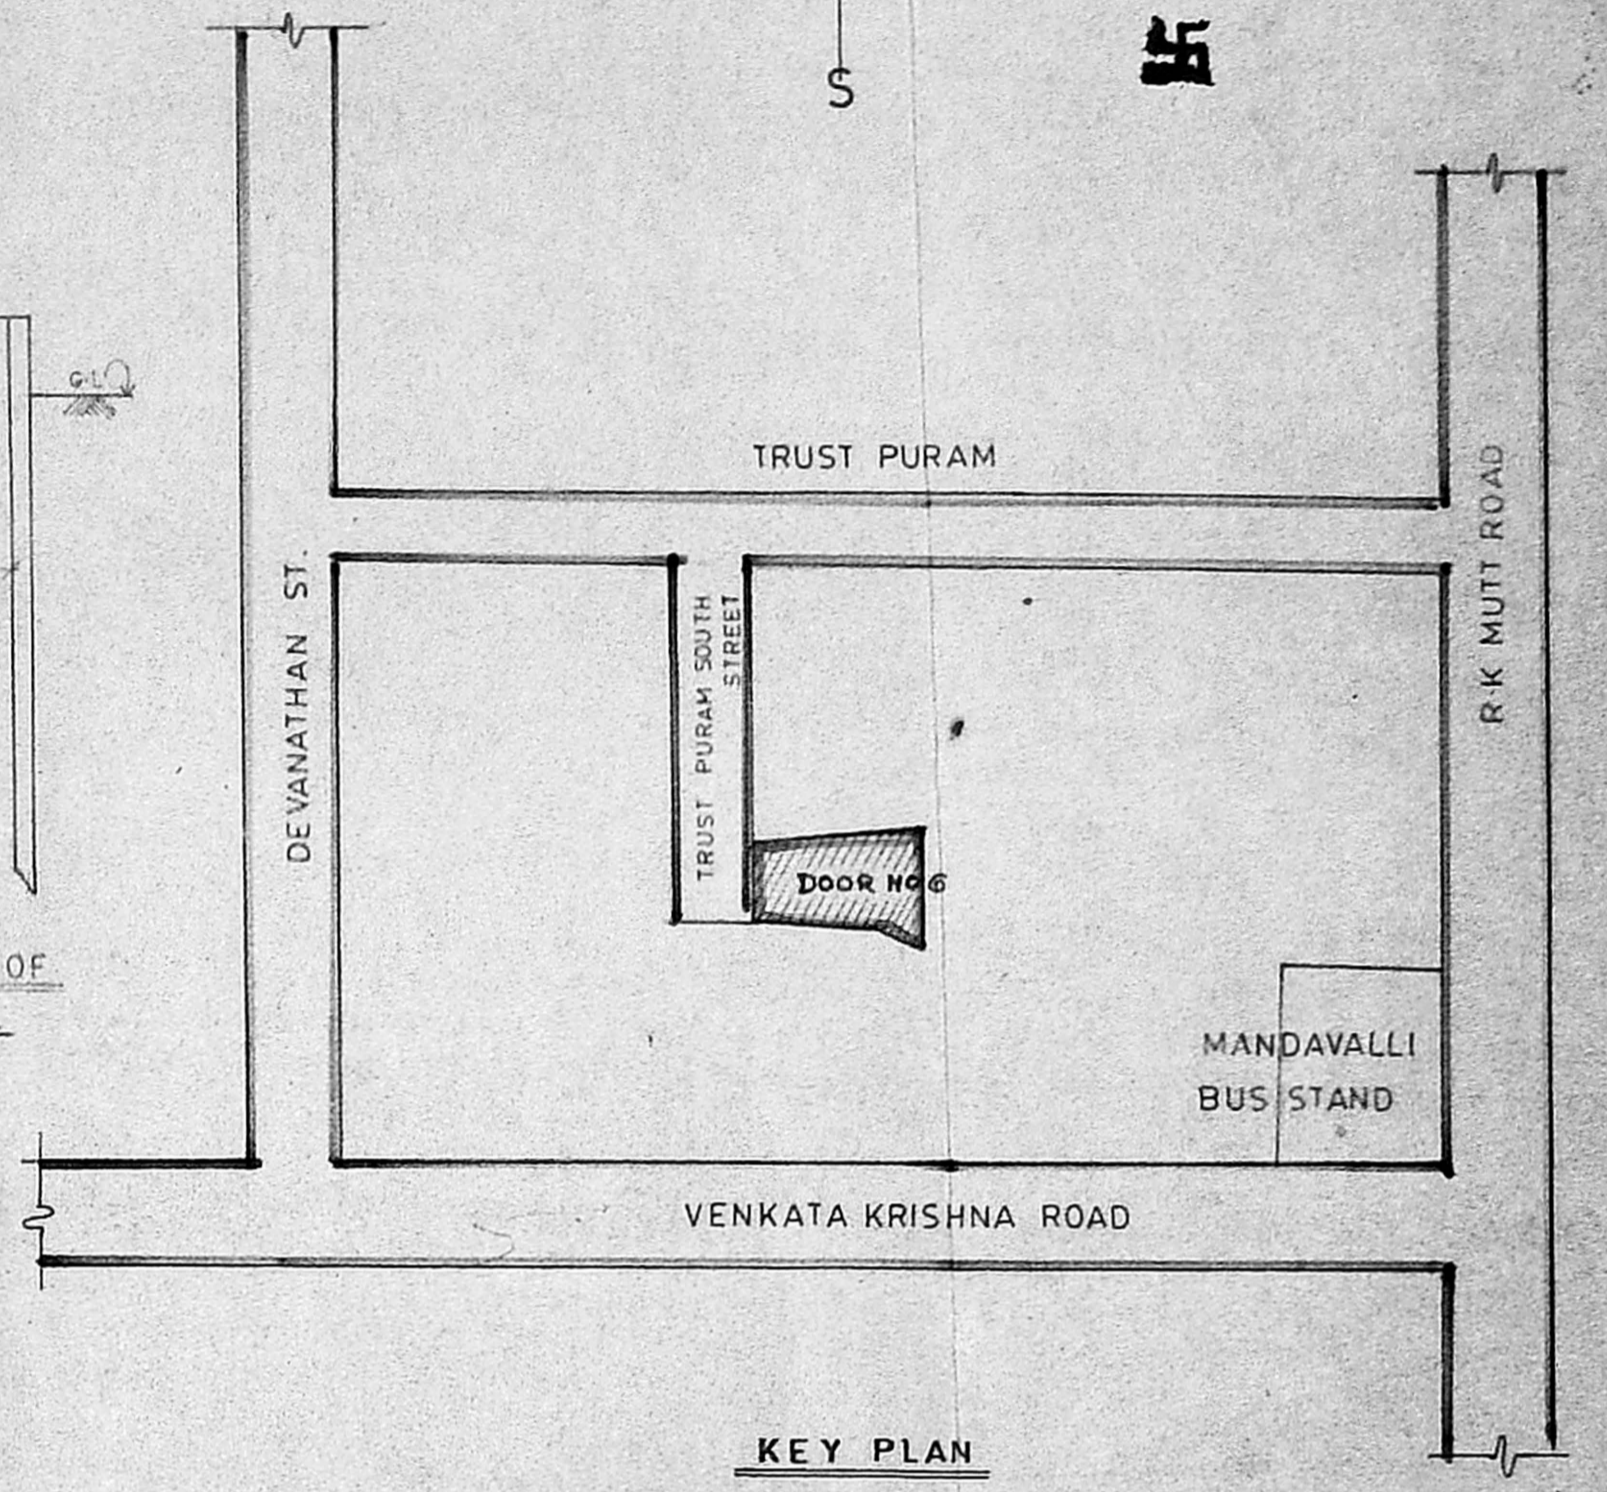 S
G.L
TRUST PURAM
DEVANATHAN ST.
TRUST PURAM SOUTH
STREET
R.K MUTT ROAD
DOOR NO 6
OF
MANDAVALLI
BUS STAND
VENKATA KRISHNA ROAD
KEY PLAN